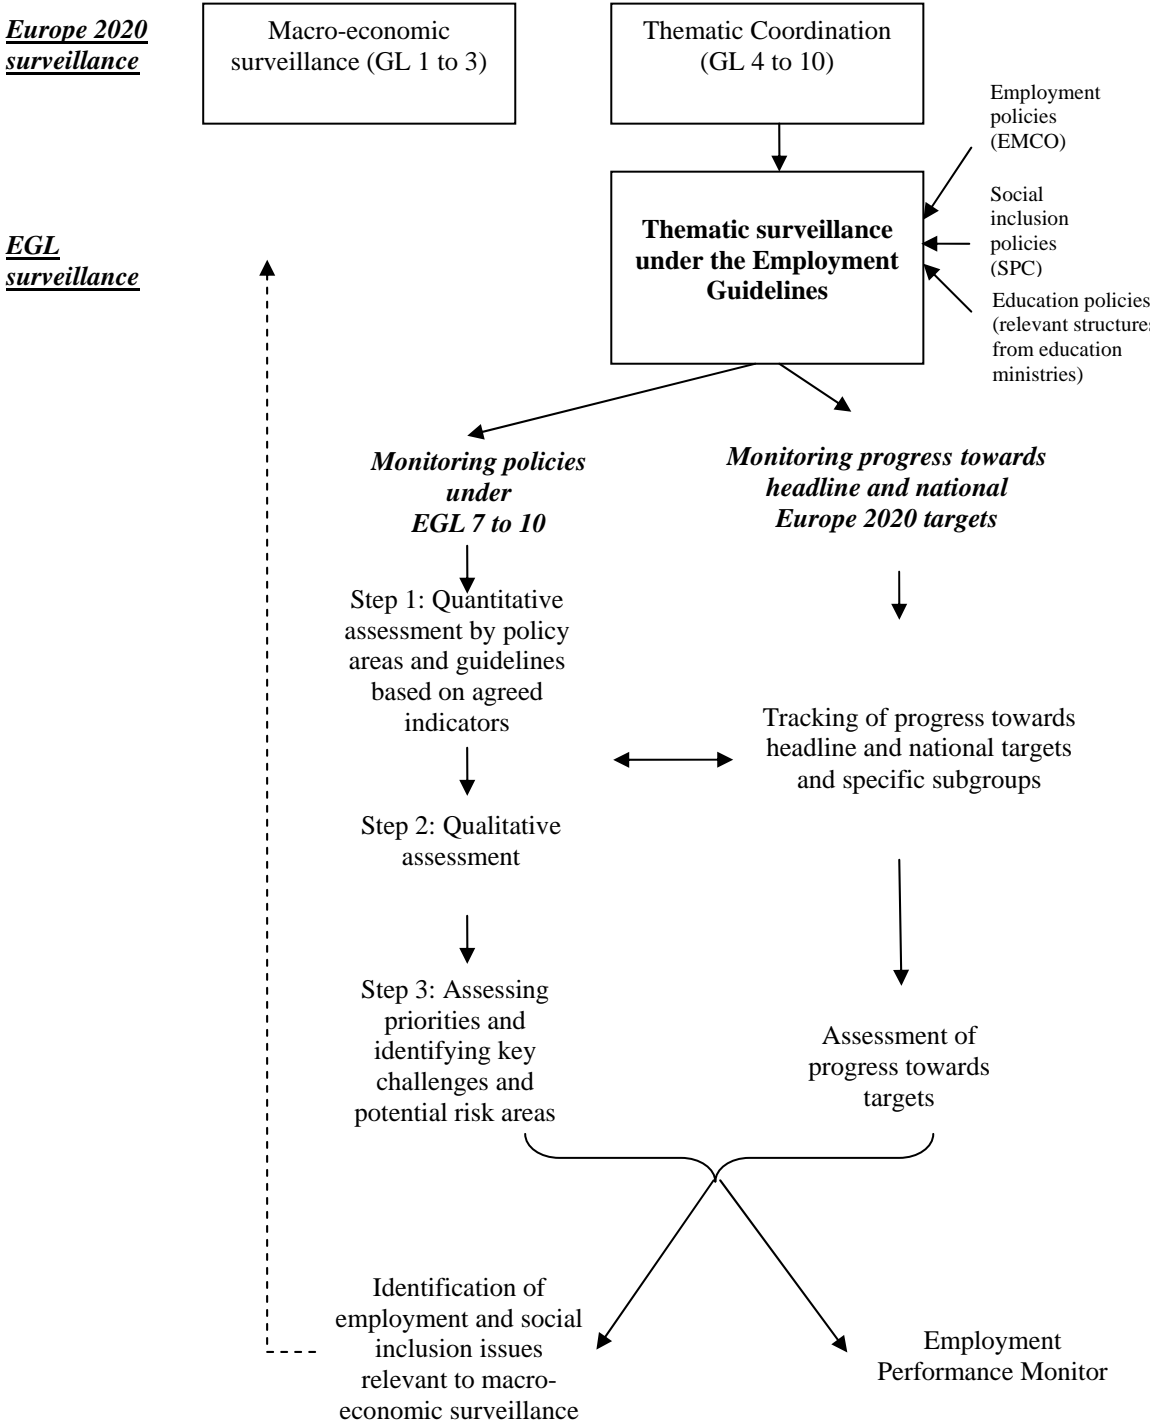 Europe 2020
surveillance
Macro-economic
surveillance (GL 1 to 3)
Thematic Coordination
(GL 4 to 10)
Employment
policies
(EMCO)
Social
inclusion
policies
(SPC)
Education policies
(relevant structures
from education
ministries)
EGL
surveillance
Thematic surveillance
under the Employment
Guidelines
Monitoring policies
under
EGL 7 to 10
Monitoring progress towards
headline and national
Europe 2020 targets
Step 1: Quantitative
assessment by policy
areas and guidelines
based on agreed
indicators
Tracking of progress towards
headline and national targets
and specific subgroups
Step 2: Qualitative
assessment
Step 3: Assessing
priorities and
identifying key
challenges and
potential risk areas
Assessment of
progress towards
targets
Identification of
employment and social
inclusion issues
relevant to macro-
economic surveillance
Employment
Performance Monitor